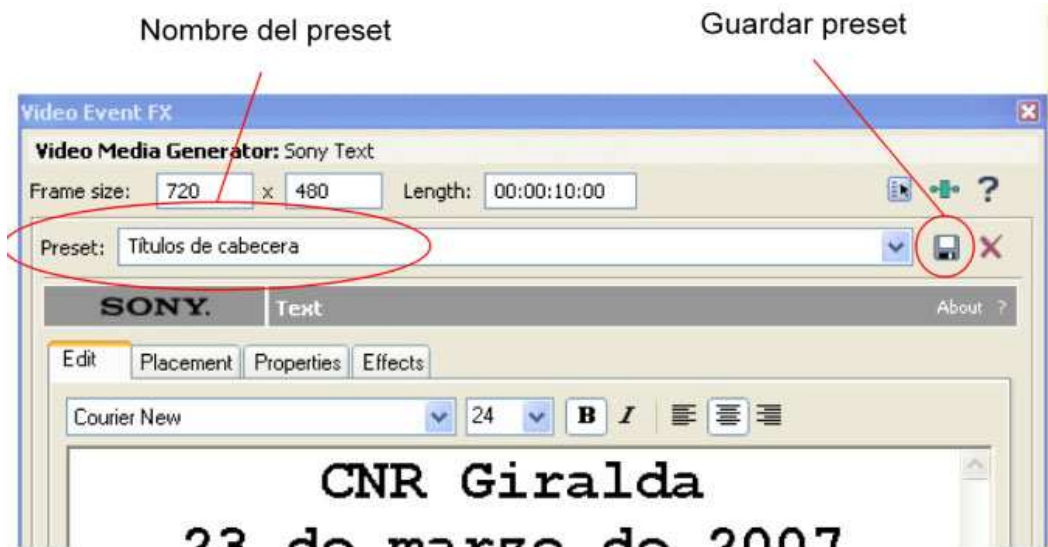 Nombre del preset
Guardar preset
Video Event FX
Video Media Generator: Sony Text
Frame size: 720 x 480 Length: 00:00:10:00 ?
Preset: Títulos de cabecera
SONY. Text About ?
Edit Placement Properties Effects
Courier New 24 B I
CNR Giralda
23 de marzo de 2007